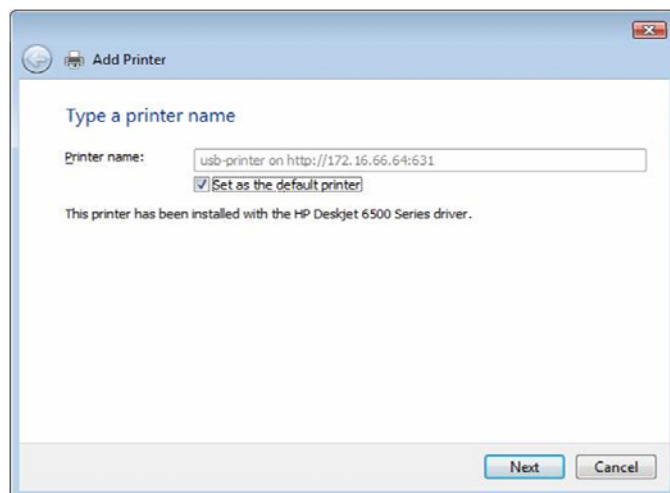 Add Printer
Type a printer name
Printer name: usb-printer on http://172.16.66.64:631
Set as the default printer
This printer has been installed with the HP Deskjet 6500 Series driver.
Next Cancel